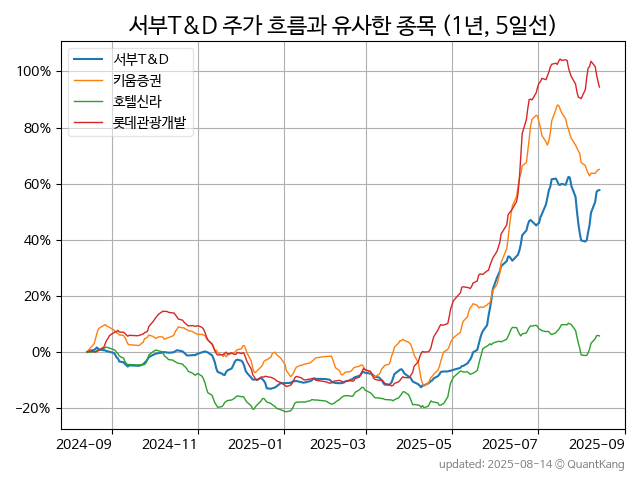 서부T&D 주가 흐름과 유사한 종목 (1년, 5일선)
서부T&D
키움증권
호텔신라
롯데관광개발
100%
80%
60%
40%
20%
0%
−20%
2024-09 2024-11 2025-01 2025-03 2025-05 2025-07 2025-09
updated: 2025-08-14 © QuantKang